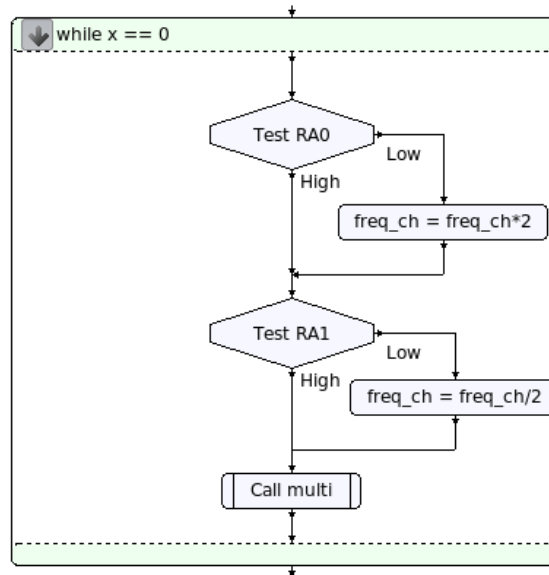 while x == 0
Test RA0
Low
High
freq_ch = freq_ch*2
Test RA1
Low
High
freq_ch = freq_ch/2
Call multi